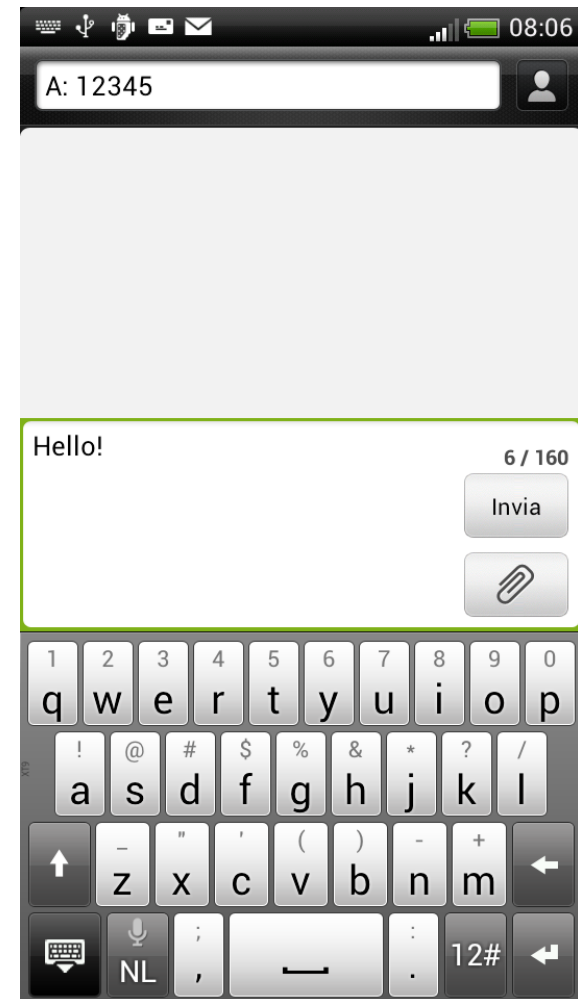 08:06
A: 12345
Hello!
6 / 160
Invia
1 2 3 4 5 6 7 8 9 0
q w e r t y u i o p
! @ # $ % & * ? /
a s d f g h j k l
XT9
_ " ' ( ) - +
z x c v b n m
; :
NL , . 12#